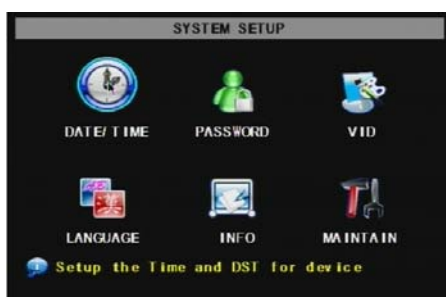 SYSTEM SETUP
DATE/TIME PASSWORD VID
LANGUAGE INFO MAINTAIN
Setup the Time and DST for device